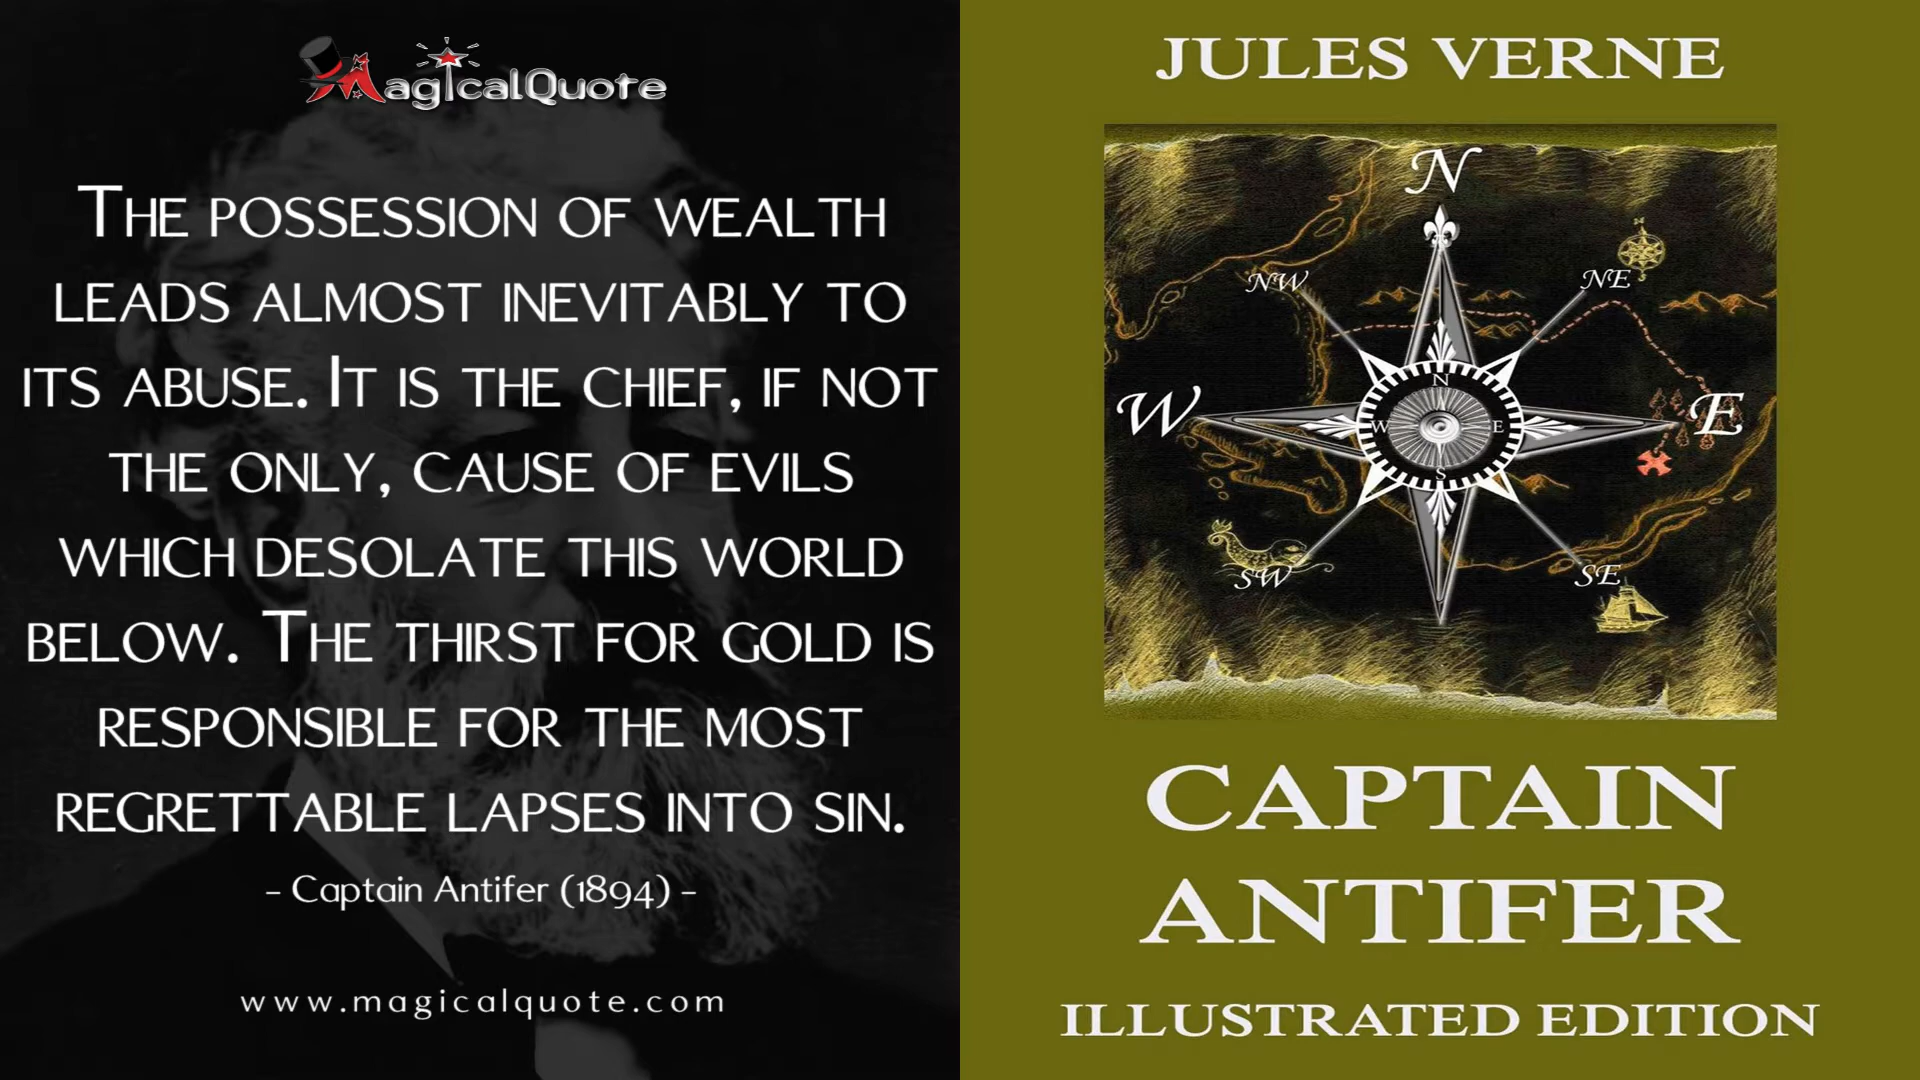 MagicalQuote
The possession of wealth
leads almost inevitably to
its abuse. It is the chief, if not
the only, cause of evils
which desolate this world
below. The thirst for gold is
responsible for the most
regrettable lapses into sin.
- Captain Antifer (1894) -
www.magicalquote.com
JULES VERNE
N
NW
NE
N
S
N
W
E
W
E
S
SW
SE
CAPTAIN
ANTIFER
ILLUSTRATED EDITION